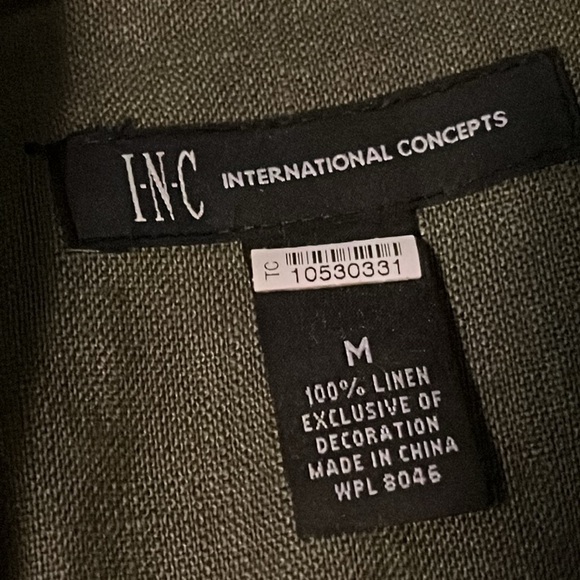 I·N·C INTERNATIONAL CONCEPTS
TC 10530331
M
100% LINEN
EXCLUSIVE OF
DECORATION
MADE IN CHINA
WPL 8046